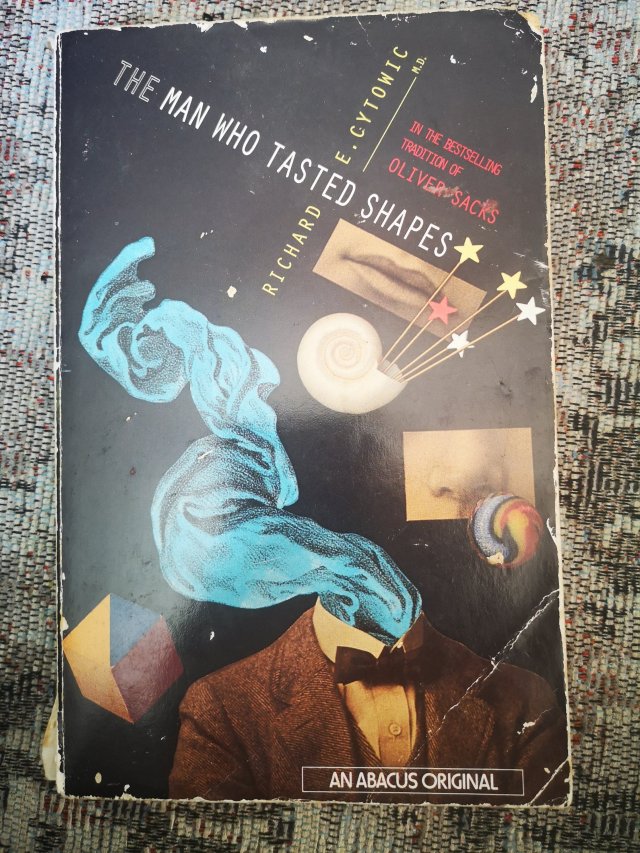 THE MAN WHO TASTED SHAPES
RICHARD E. CYTOWIC M.D.
IN THE BESTSELLING
TRADITION OF
OLIVER SACKS
AN ABACUS ORIGINAL